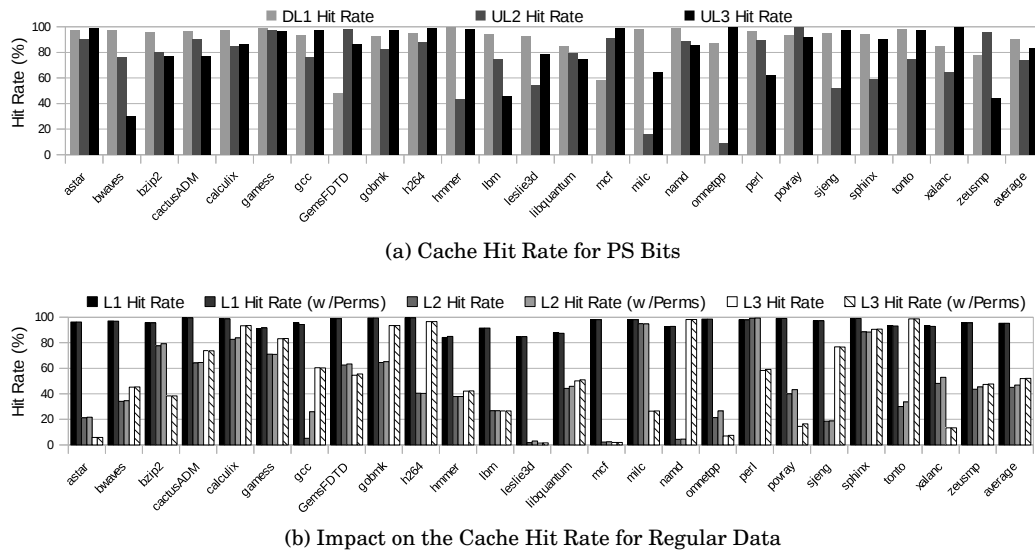 DL1 Hit Rate UL2 Hit Rate UL3 Hit Rate
Hit Rate (%)
100
80
60
40
20
0
astar bwaves bzip2 cactusADM calculix gamess gcc GemsFDTD gobmk h264 hmmer lbm leslie3d libquantum mcf milc namd omnetpp perl povray sjeng sphinx tonto xalanc zeusmp average
(a) Cache Hit Rate for PS Bits
L1 Hit Rate L1 Hit Rate (w/Perms) L2 Hit Rate L2 Hit Rate (w/Perms) L3 Hit Rate L3 Hit Rate (w/Perms)
Hit Rate (%)
100
80
60
40
20
0
astar bwaves bzip2 cactusADM calculix gamess gcc GemsFDTD gobmk h264 hmmer lbm leslie3d libquantum mcf milc namd omnetpp perl povray sjeng sphinx tonto xalanc zeusmp average
(b) Impact on the Cache Hit Rate for Regular Data